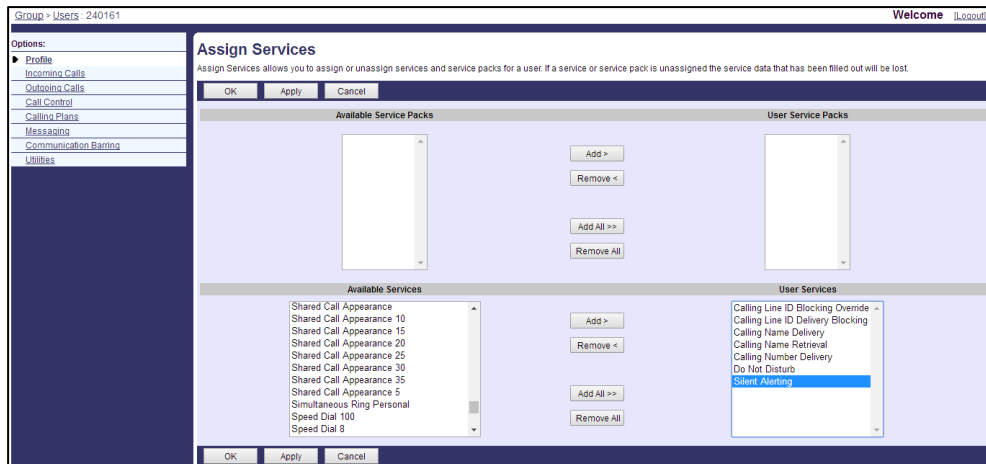 Group > Users : 240161
Welcome [Logout]
Options:
Profile
Incoming Calls
Outgoing Calls
Call Control
Calling Plans
Messaging
Communication Barring
Utilities
Assign Services
Assign Services allows you to assign or unassign services and service packs for a user. If a service or service pack is unassigned the service data that has been filled out will be lost.
OK Apply Cancel
Available Service Packs
User Service Packs
Add >
Remove <
Add All >>
Remove All
Available Services
User Services
Shared Call Appearance
Shared Call Appearance 10
Shared Call Appearance 15
Shared Call Appearance 20
Shared Call Appearance 25
Shared Call Appearance 30
Shared Call Appearance 35
Shared Call Appearance 5
Simultaneous Ring Personal
Speed Dial 100
Speed Dial 8
Add >
Remove <
Add All >>
Remove All
Calling Line ID Blocking Override
Calling Line ID Delivery Blocking
Calling Name Delivery
Calling Name Retrieval
Calling Number Delivery
Do Not Disturb
Silent Alerting
OK Apply Cancel